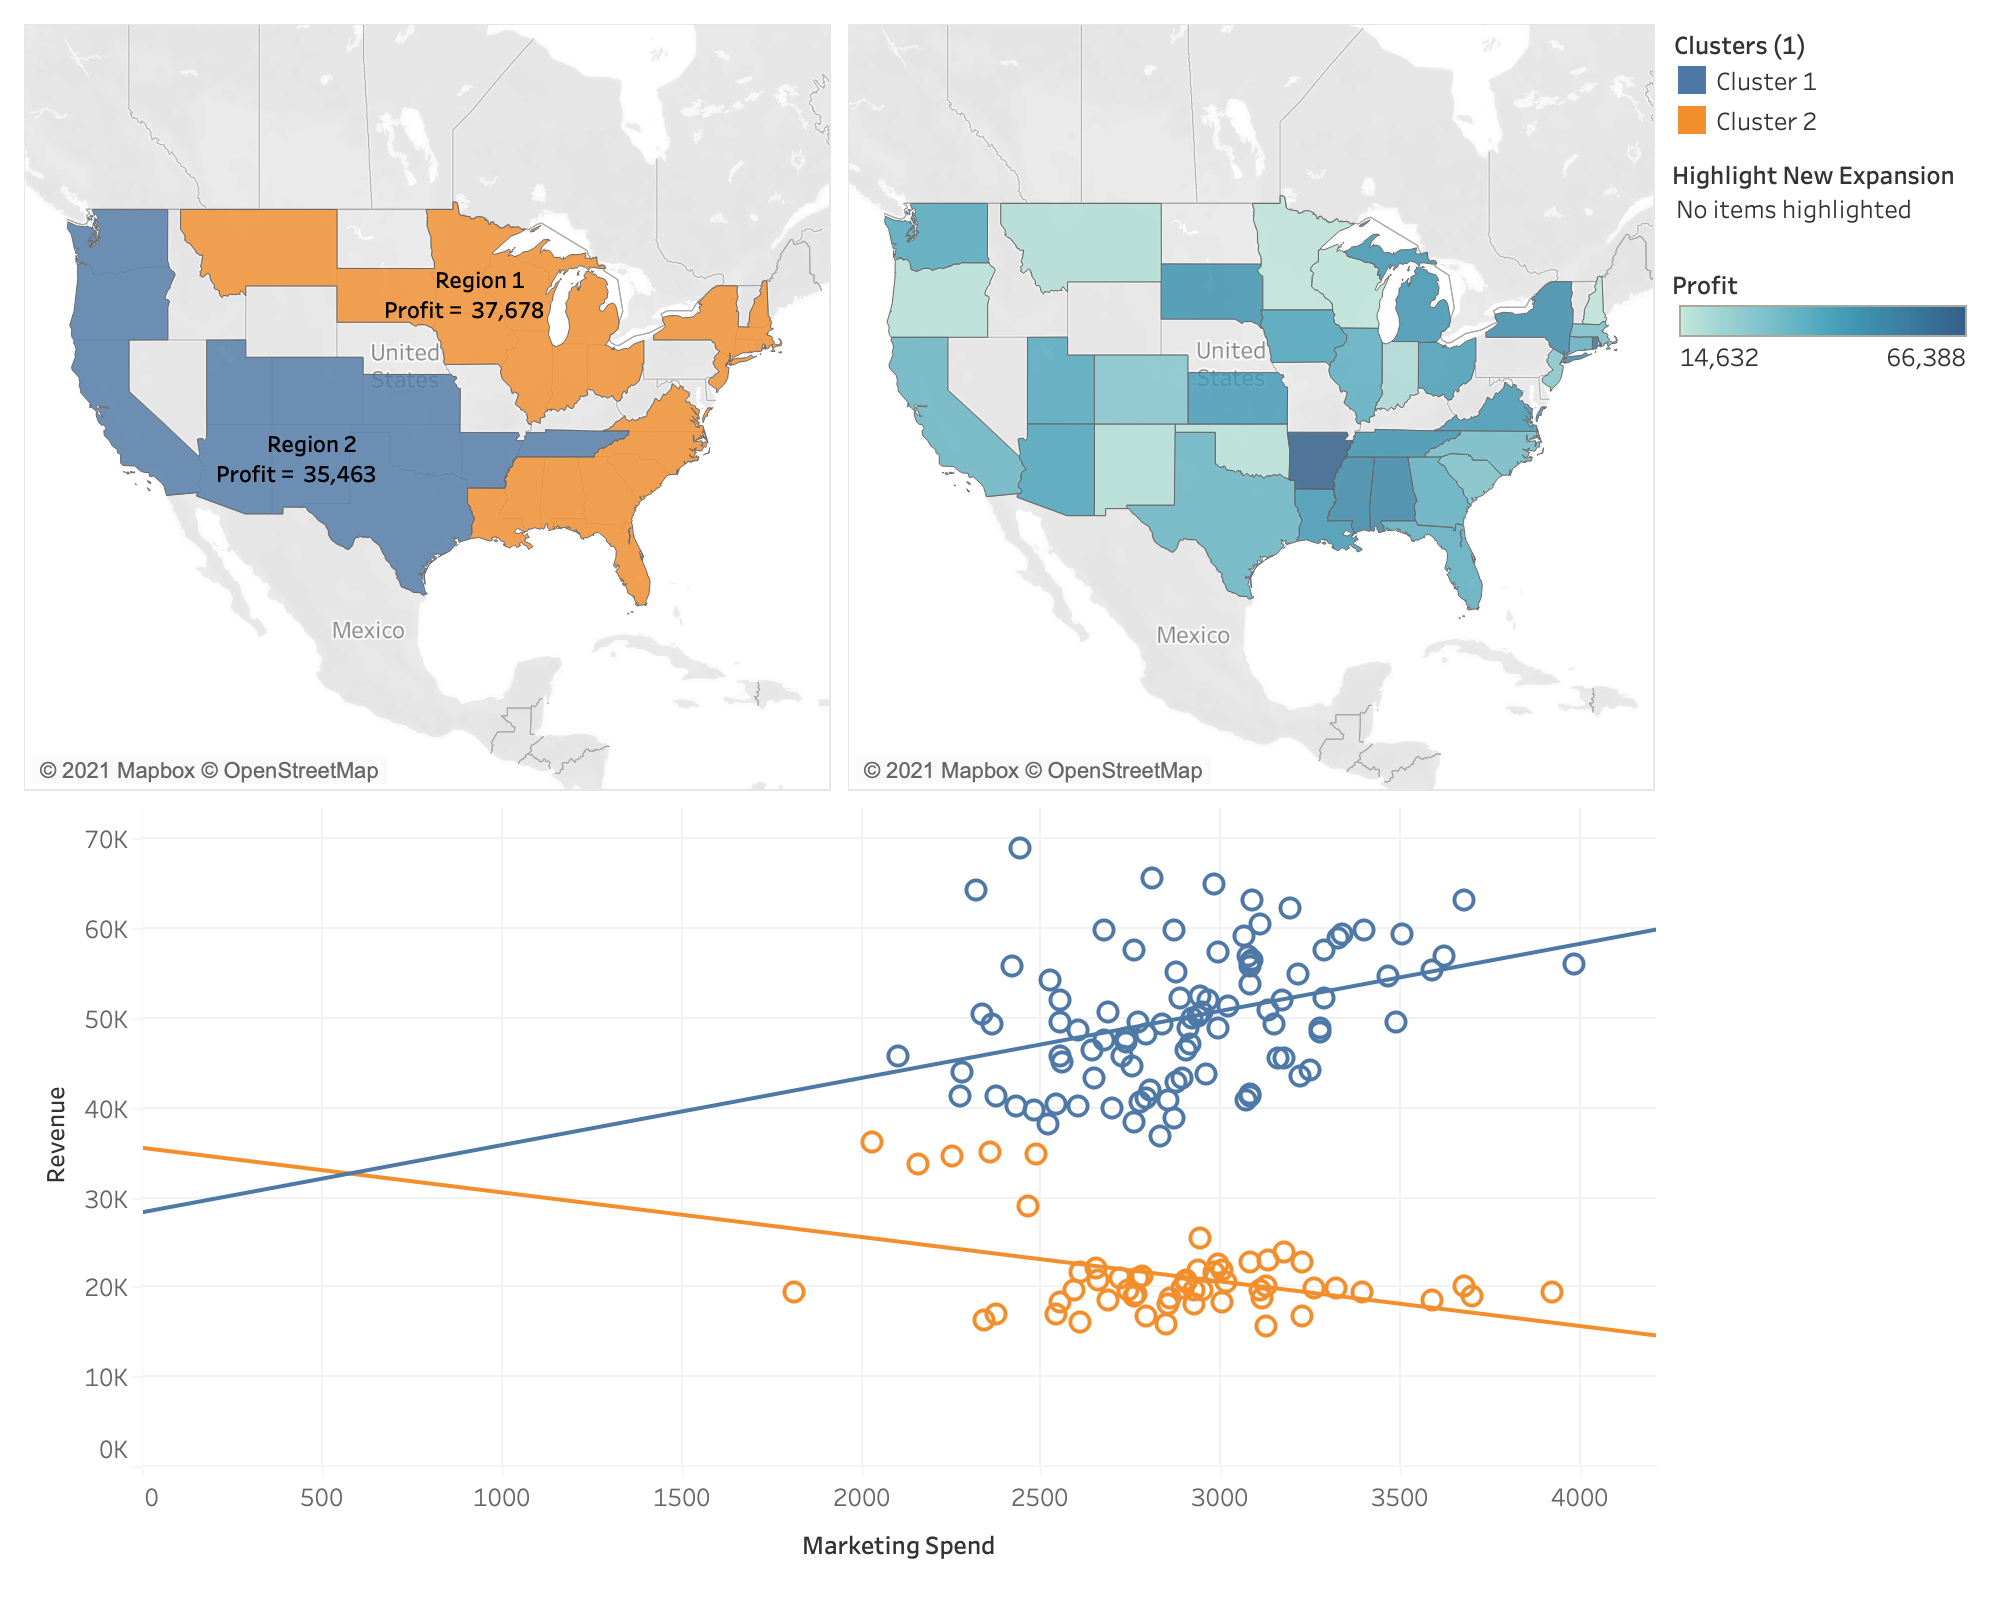 Region 1
Profit = 37,678
United
States
Region 2
Profit = 35,463
Mexico
© 2021 Mapbox © OpenStreetMap
United
States
Mexico
© 2021 Mapbox © OpenStreetMap
Clusters (1)
Cluster 1
Cluster 2
Highlight New Expansion
No items highlighted
Profit
14,632 66,388
70K
60K
50K
40K
30K
20K
10K
0K
Revenue
0 500 1000 1500 2000 2500 3000 3500 4000
Marketing Spend